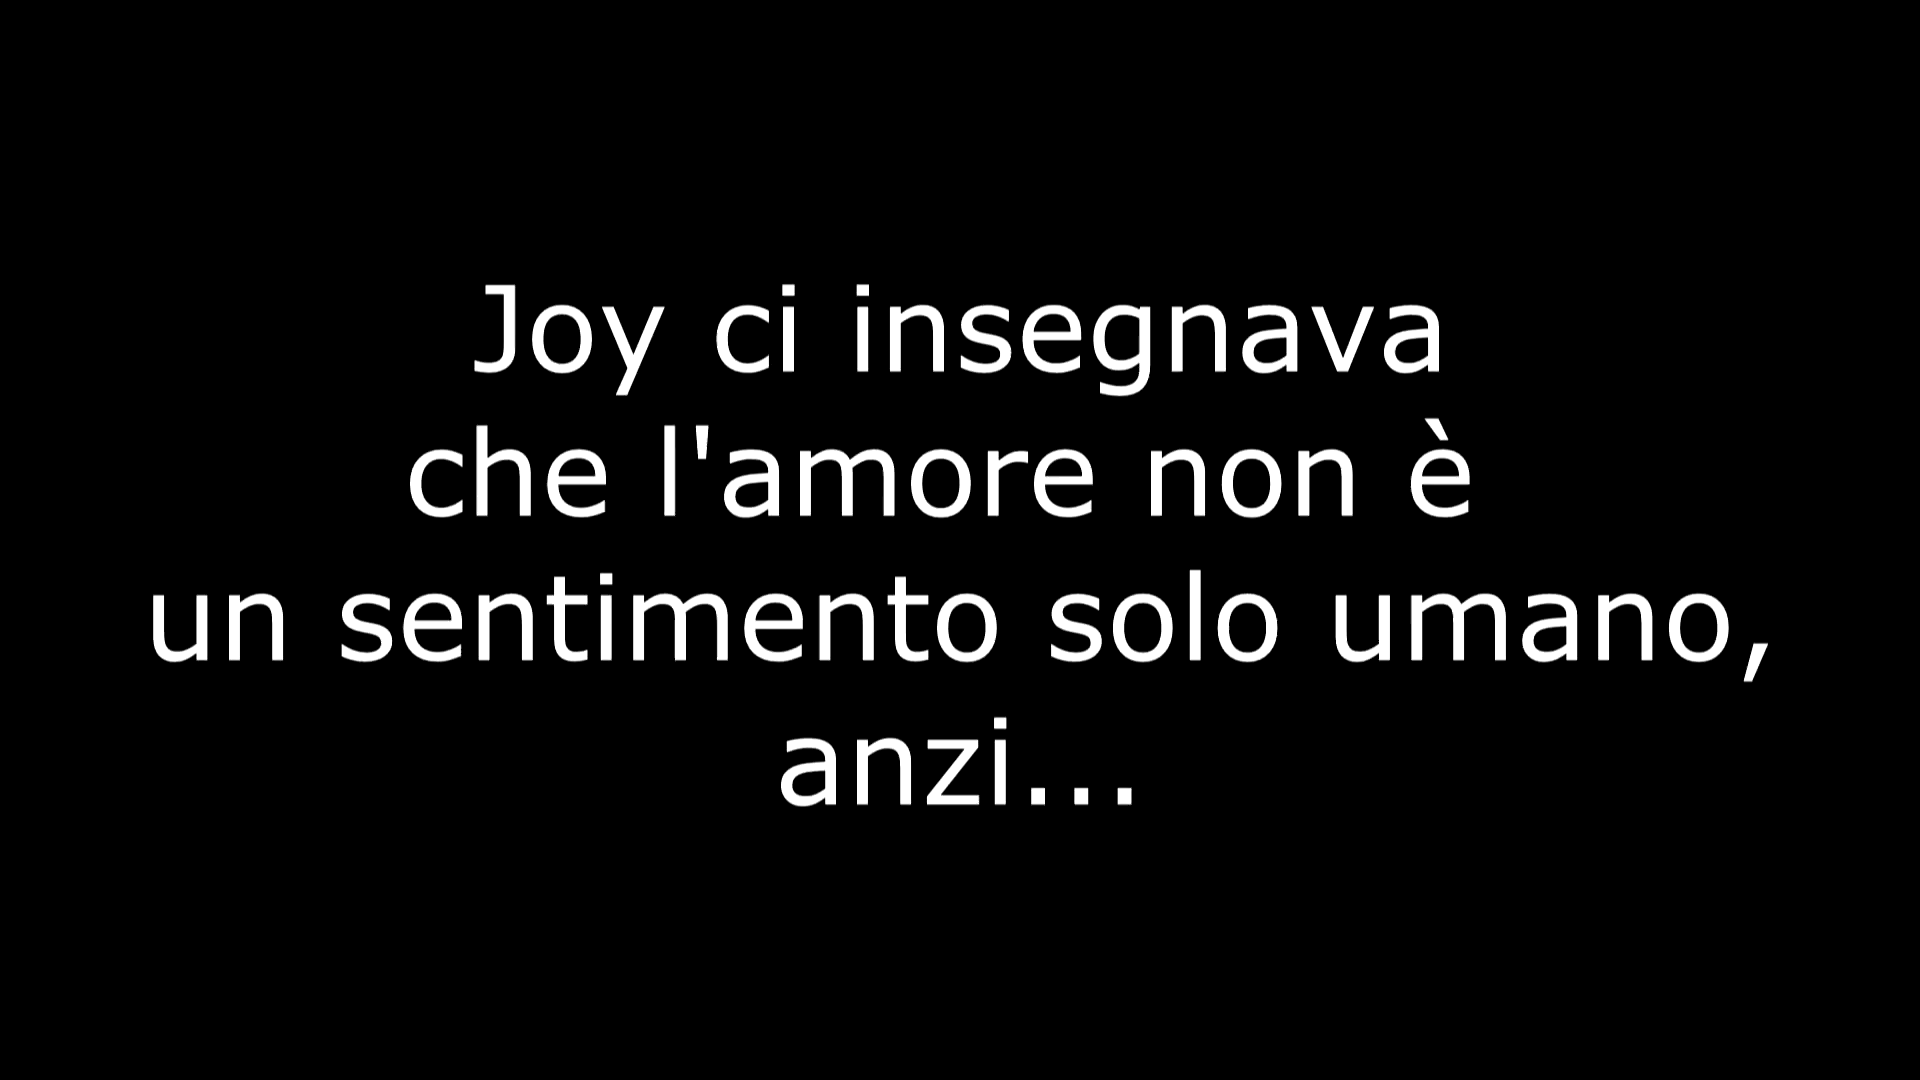 Joy ci insegnava
che l'amore non è
un sentimento solo umano,
anzi...